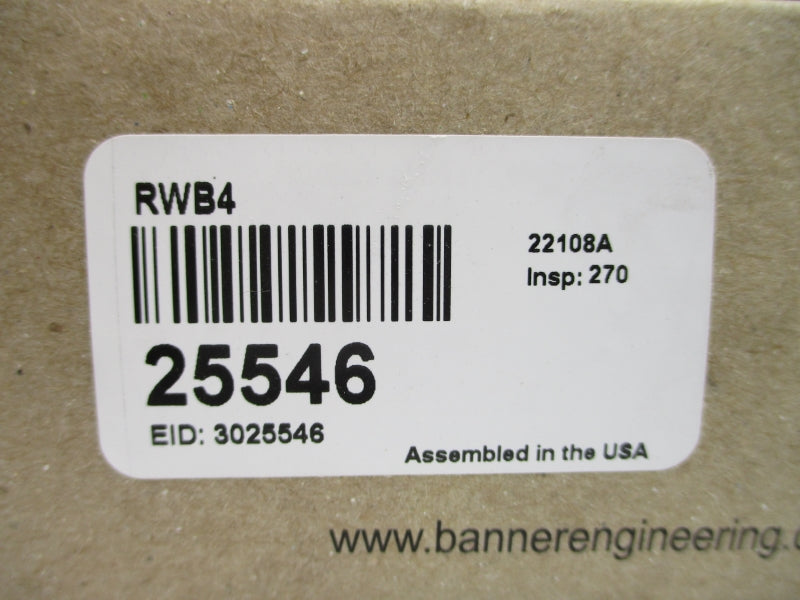 RWB4
22108A
Insp: 270
25546
EID: 3025546
Assembled in the USA
www.bannerengineering.